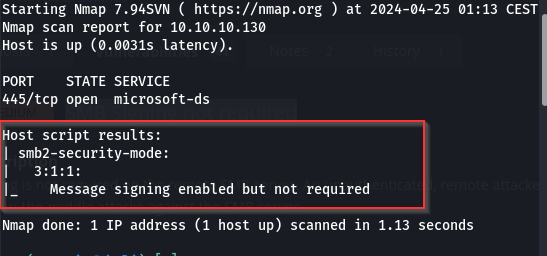 Starting Nmap 7.94SVN ( https://nmap.org ) at 2024-04-25 01:13 CEST
Nmap scan report for 10.10.10.130
Host is up (0.0031s latency).
PORT    STATE SERVICE
445/tcp open  microsoft-ds
Host script results:
| smb2-security-mode:
|   3:1:1:
|_    Message signing enabled but not required
Nmap done: 1 IP address (1 host up) scanned in 1.13 seconds